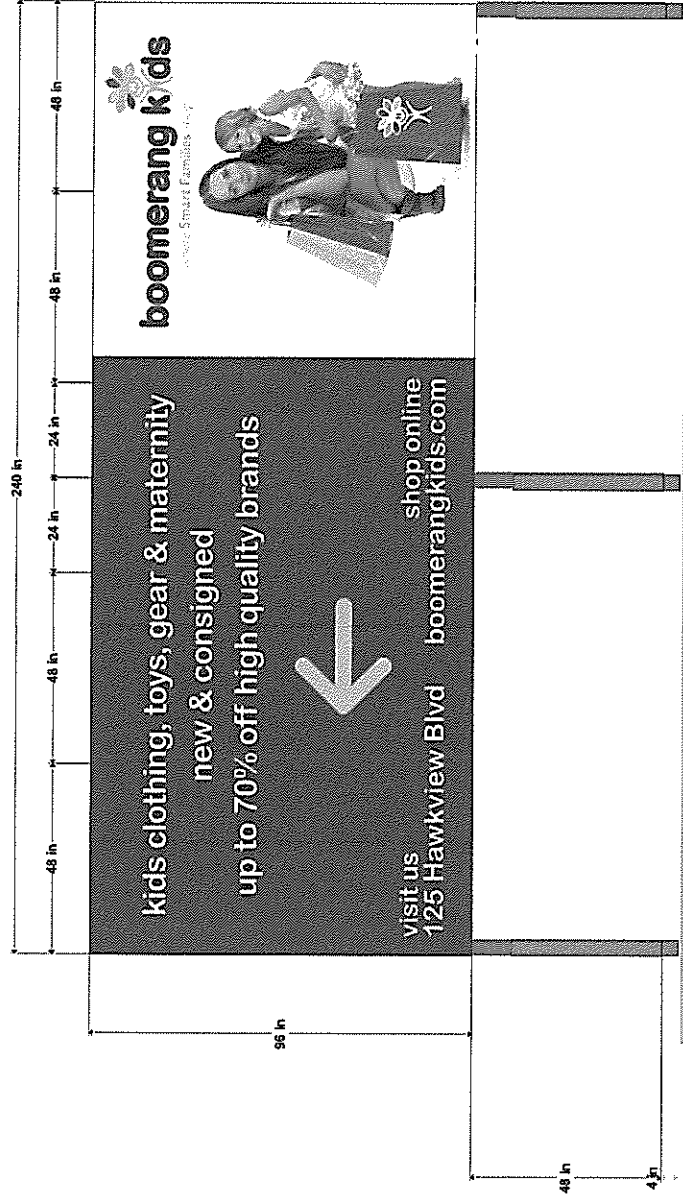 240 in
48 in 48 in 24 in 24 in 48 in 48 in
96 in
kids clothing, toys, gear & maternity
new & consigned
up to 70% off high quality brands
visit us
125 Hawkview Blvd
shop online
boomerangkids.com
boomerang kids
Smart Families
48 in
4 in